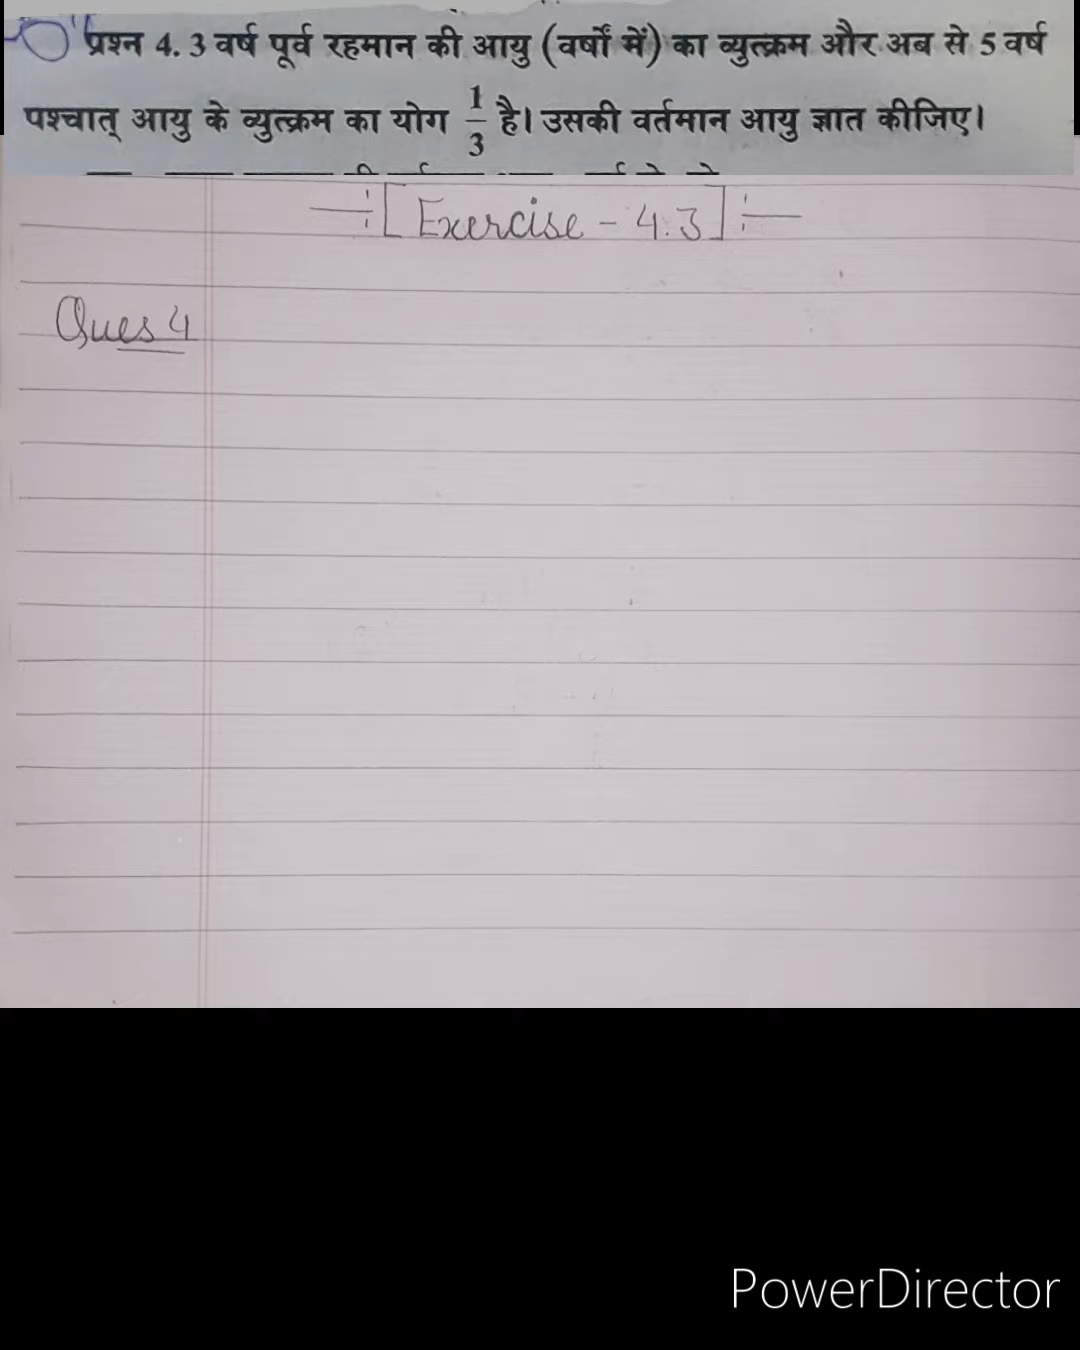 प्रश्न 4. 3 वर्ष पूर्व रहमान की आयु (वर्षों में) का व्युत्क्रम और अब से 5 वर्ष
पश्चात् आयु के व्युत्क्रम का योग 1/3 है। उसकी वर्तमान आयु ज्ञात कीजिए।
[Exercise - 4.3]
Ques 4
PowerDirector